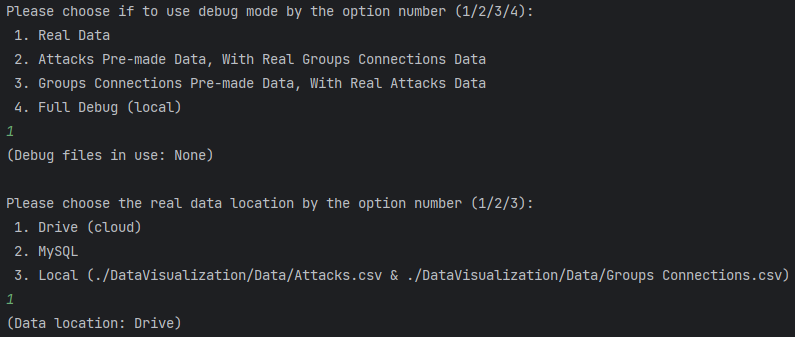 Please choose if to use debug mode by the option number (1/2/3/4):
1. Real Data
2. Attacks Pre-made Data, With Real Groups Connections Data
3. Groups Connections Pre-made Data, With Real Attacks Data
4. Full Debug (local)
1
(Debug files in use: None)
Please choose the real data location by the option number (1/2/3):
1. Drive (cloud)
2. MySQL
3. Local (./DataVisualization/Data/Attacks.csv & ./DataVisualization/Data/Groups Connections.csv)
1
(Data location: Drive)